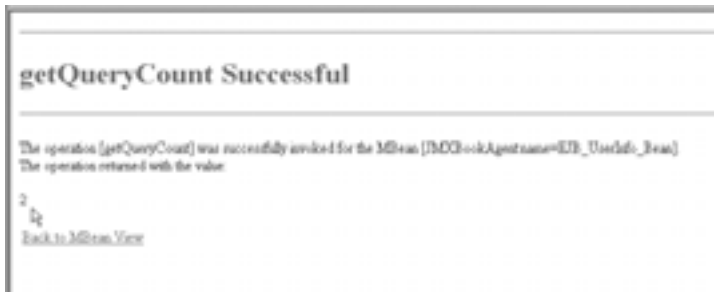 getQueryCount Successful
The operation [getQueryCount] was successfully invoked for the MBean [JMXBookAgent:name=EJB_UserInfo_Bean]
The operation returned with the value:
2
Back to MBean View